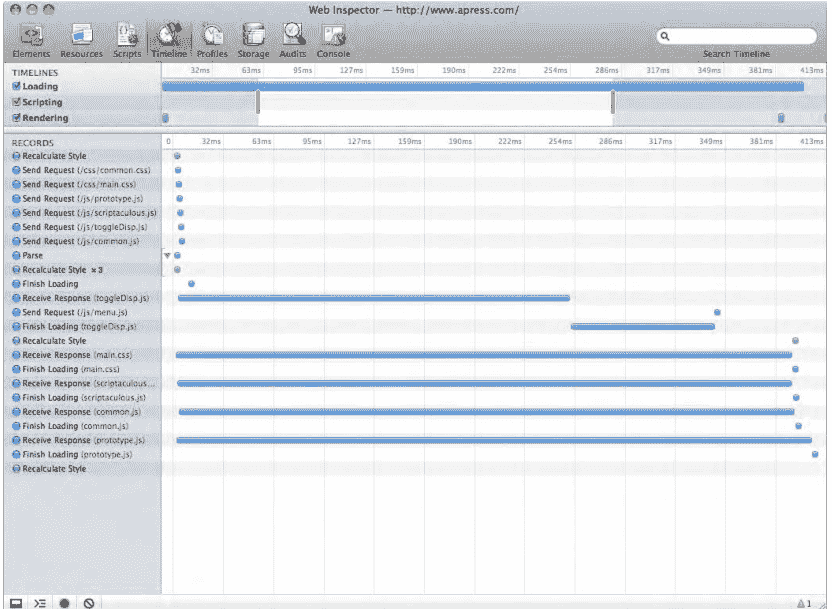 Web Inspector — http://www.apress.com/
Elements Resources Scripts Timeline Profiles Storage Audits Console
Search Timeline
TIMELINES
32ms 63ms 95ms 127ms 159ms 190ms 222ms 254ms 286ms 317ms 349ms 381ms 413ms
Loading
Scripting
Rendering
RECORDS
0 32ms 63ms 95ms 127ms 159ms 190ms 222ms 254ms 286ms 317ms 349ms 381ms 413ms
Recalculate Style
Send Request (/css/common.css)
Send Request (/css/main.css)
Send Request (/js/prototype.js)
Send Request (/js/scriptaculous.js)
Send Request (/js/toggleDisp.js)
Send Request (/js/common.js)
Parse
Recalculate Style × 3
Finish Loading
Receive Response (toggleDisp.js)
Send Request (/js/menu.js)
Finish Loading (toggleDisp.js)
Recalculate Style
Receive Response (main.css)
Finish Loading (main.css)
Receive Response (scriptaculous...
Finish Loading (scriptaculous.js)
Receive Response (common.js)
Finish Loading (common.js)
Receive Response (prototype.js)
Finish Loading (prototype.js)
Recalculate Style
1